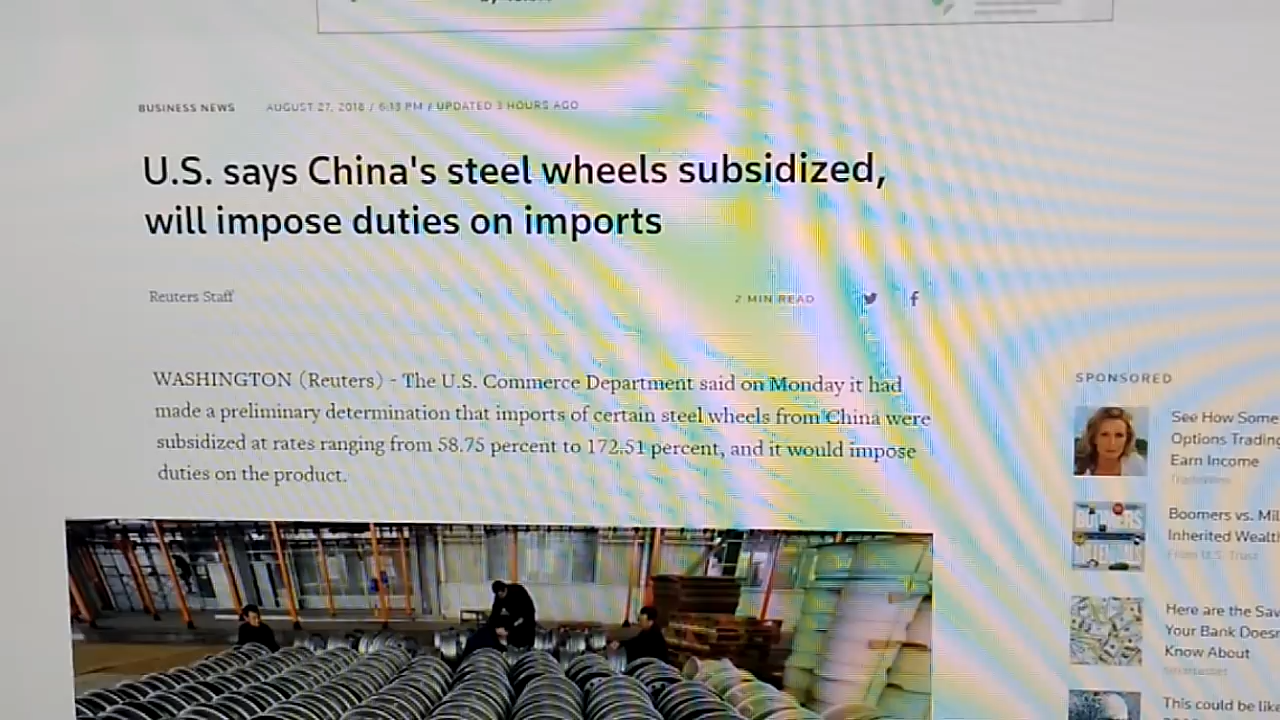 BUSINESS NEWS AUGUST 27, 2018 / 6:13 PM / UPDATED 3 HOURS AGO
U.S. says China's steel wheels subsidized,
will impose duties on imports
Reuters Staff
2 MIN READ
WASHINGTON (Reuters) - The U.S. Commerce Department said on Monday it had
made a preliminary determination that imports of certain steel wheels from China were
subsidized at rates ranging from 58.75 percent to 172.51 percent, and it would impose
duties on the product.
SPONSORED
See How Some
Options Trading
Earn Income
Boomers vs. Mil
Inherited Wealth
From U.S. Trust
Here are the Sav
Your Bank Doesn
Know About
This could be like